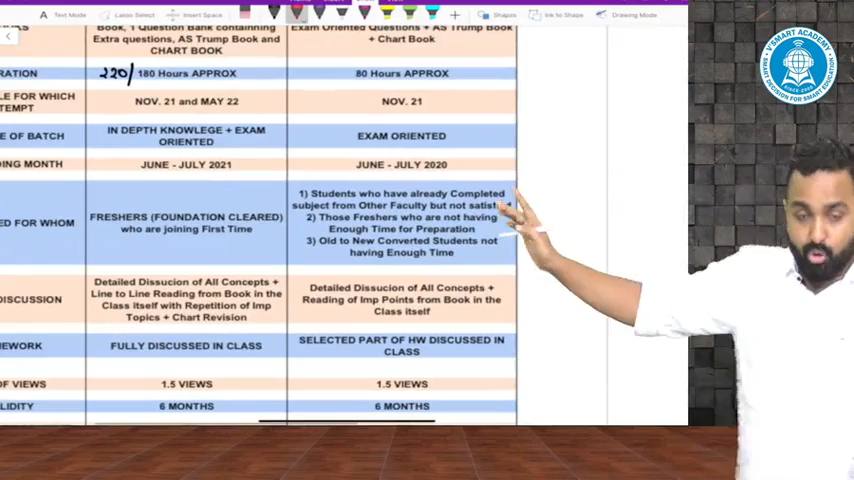 Text Mode
Lasso Select
Insert Space
Shapes
Ink to Shape
Drawing Mode
Book, 1 Question Bank containning
Extra questions, AS Trump Book and
CHART BOOK
Exam Oriented Questions + AS Trump Book
+ Chart Book
RATION
220/
180 Hours APPROX
80 Hours APPROX
LE FOR WHICH
TEMPT
NOV. 21 and MAY 22
NOV. 21
E OF BATCH
IN DEPTH KNOWLEGE + EXAM
ORIENTED
EXAM ORIENTED
DING MONTH
JUNE - JULY 2021
JUNE - JULY 2020
ED FOR WHOM
FRESHERS (FOUNDATION CLEARED)
who are joining First Time
1) Students who have already Completed
subject from Other Faculty but not
2) Those Freshers who are not having
Enough Time for Preparation
3) Old to New Converted Students not
having Enough Time
DISCUSSION
Detailed Dissucion of All Concepts +
Line to Line Reading from Book in the
Class itself with Repetition of Imp
Topics + Chart Revision
Detailed Dissucion of All Concepts +
Reading of Imp Points from Book in the
Class itself
EWORK
FULLY DISCUSSED IN CLASS
SELECTED PART OF HW DISCUSSED IN
CLASS
OF VIEWS
1.5 VIEWS
1.5 VIEWS
LIDITY
6 MONTHS
6 MONTHS
V'SMART ACADEMY
SINCE-2003
SMART DECISION FOR SMART EDUCATION